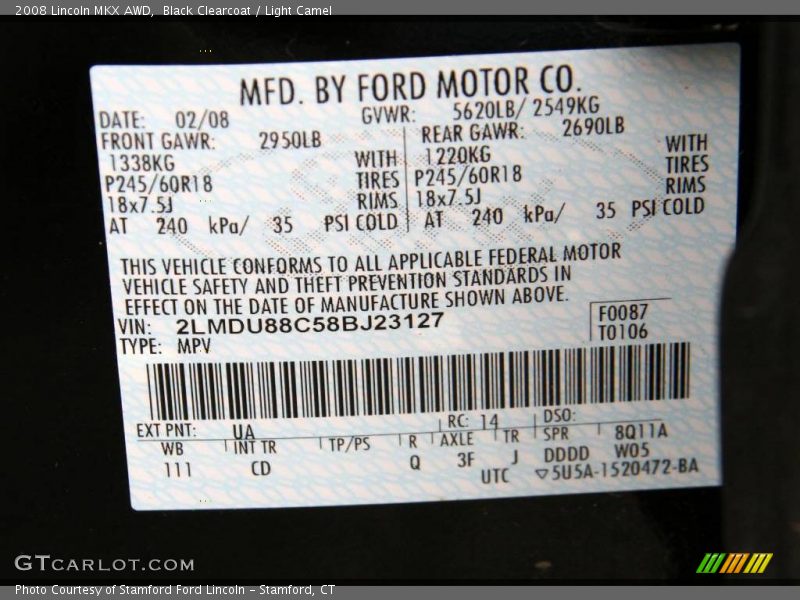 2008 Lincoln MKX AWD, Black Clearcoat / Light Camel
MFD. BY FORD MOTOR CO.
DATE: 02/08 GVWR: 5620LB/ 2549KG
FRONT GAWR: 2950LB REAR GAWR: 2690LB
1338KG WITH 1220KG WITH
P245/60R18 TIRES P245/60R18 TIRES
18x7.5J RIMS 18x7.5J RIMS
AT 240 kPa/ 35 PSI COLD AT 240 kPa/ 35 PSI COLD
THIS VEHICLE CONFORMS TO ALL APPLICABLE FEDERAL MOTOR
VEHICLE SAFETY AND THEFT PREVENTION STANDARDS IN
EFFECT ON THE DATE OF MANUFACTURE SHOWN ABOVE.
VIN: 2LMDU88C58BJ23127 F0087
TYPE: MPV T0106
EXT PNT: UA RC: 14 DSO:
WB INT TR TP/PS R AXLE TR SPR 8Q11A
111 CD Q 3F J DDDD W05
UTC ▽5U5A-1520472-BA
GTCARLOT.COM
Photo Courtesy of Stamford Ford Lincoln - Stamford, CT